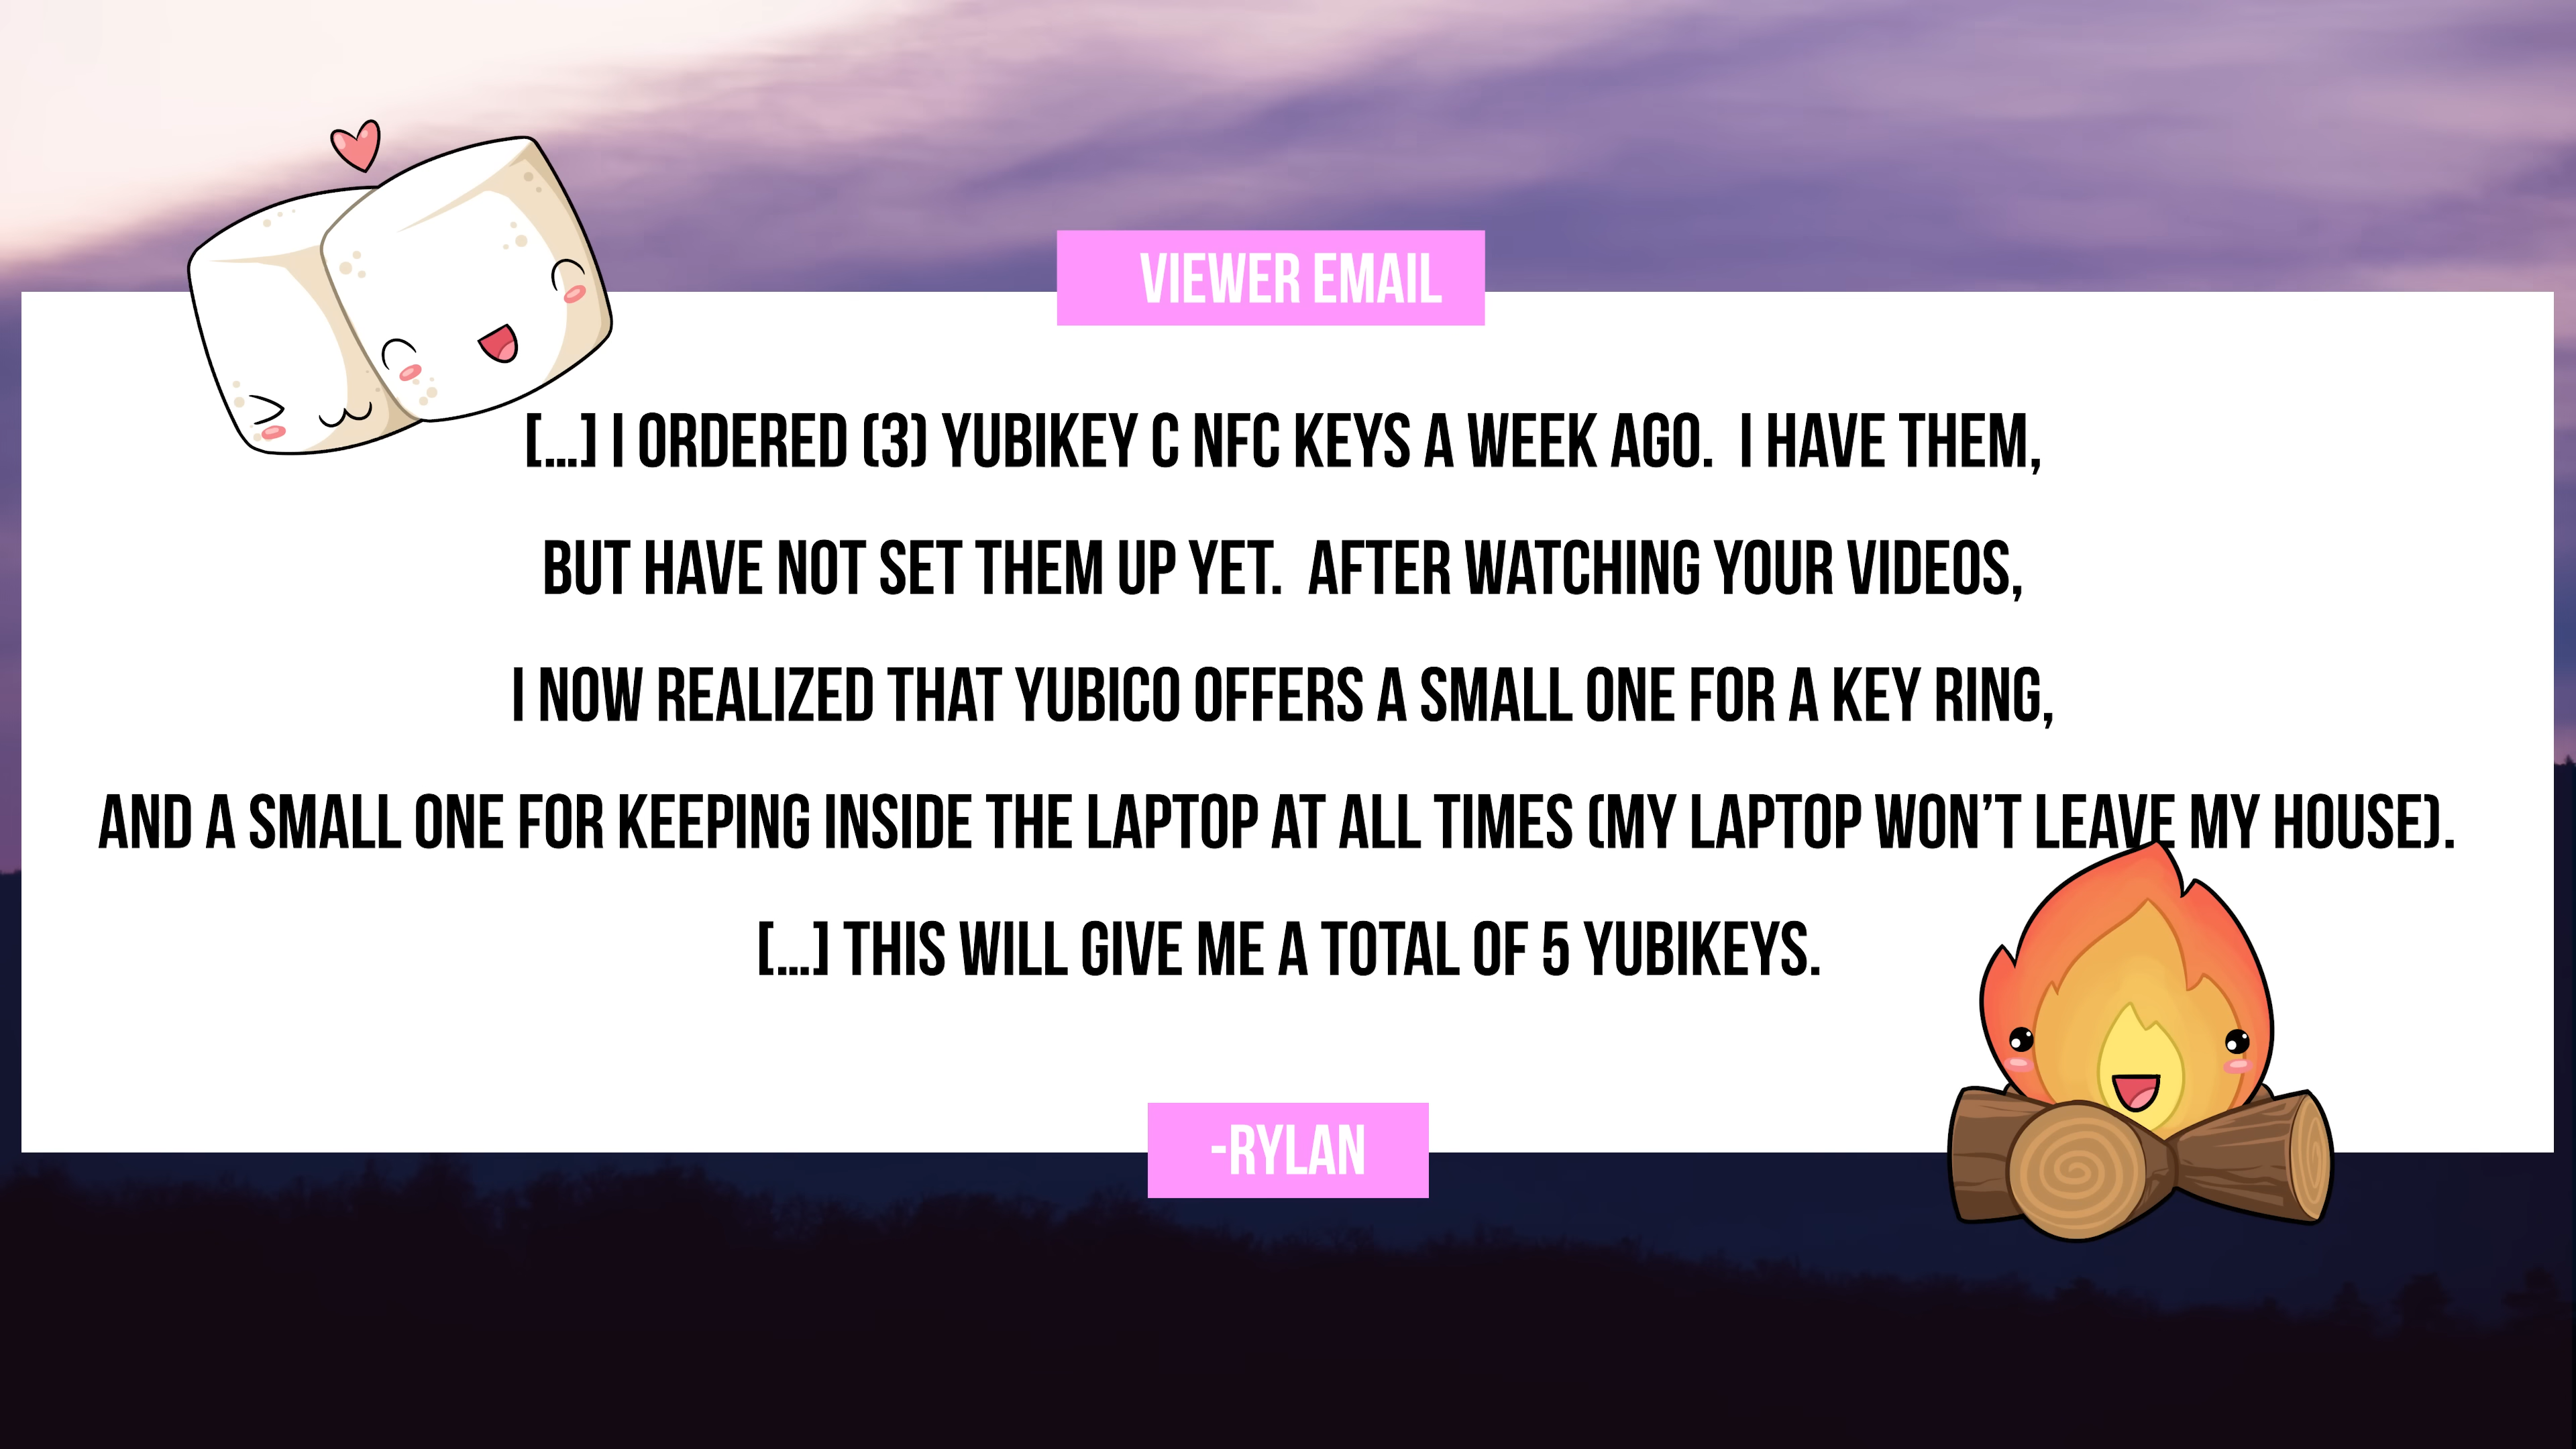 VIEWER EMAIL
[...] I ORDERED (3) YUBIKEY C NFC KEYS A WEEK AGO. I HAVE THEM,
BUT HAVE NOT SET THEM UP YET. AFTER WATCHING YOUR VIDEOS,
I NOW REALIZED THAT YUBICO OFFERS A SMALL ONE FOR A KEY RING,
AND A SMALL ONE FOR KEEPING INSIDE THE LAPTOP AT ALL TIMES (MY LAPTOP WON'T LEAVE MY HOUSE).
[...] THIS WILL GIVE ME A TOTAL OF 5 YUBIKEYS.
-RYLAN